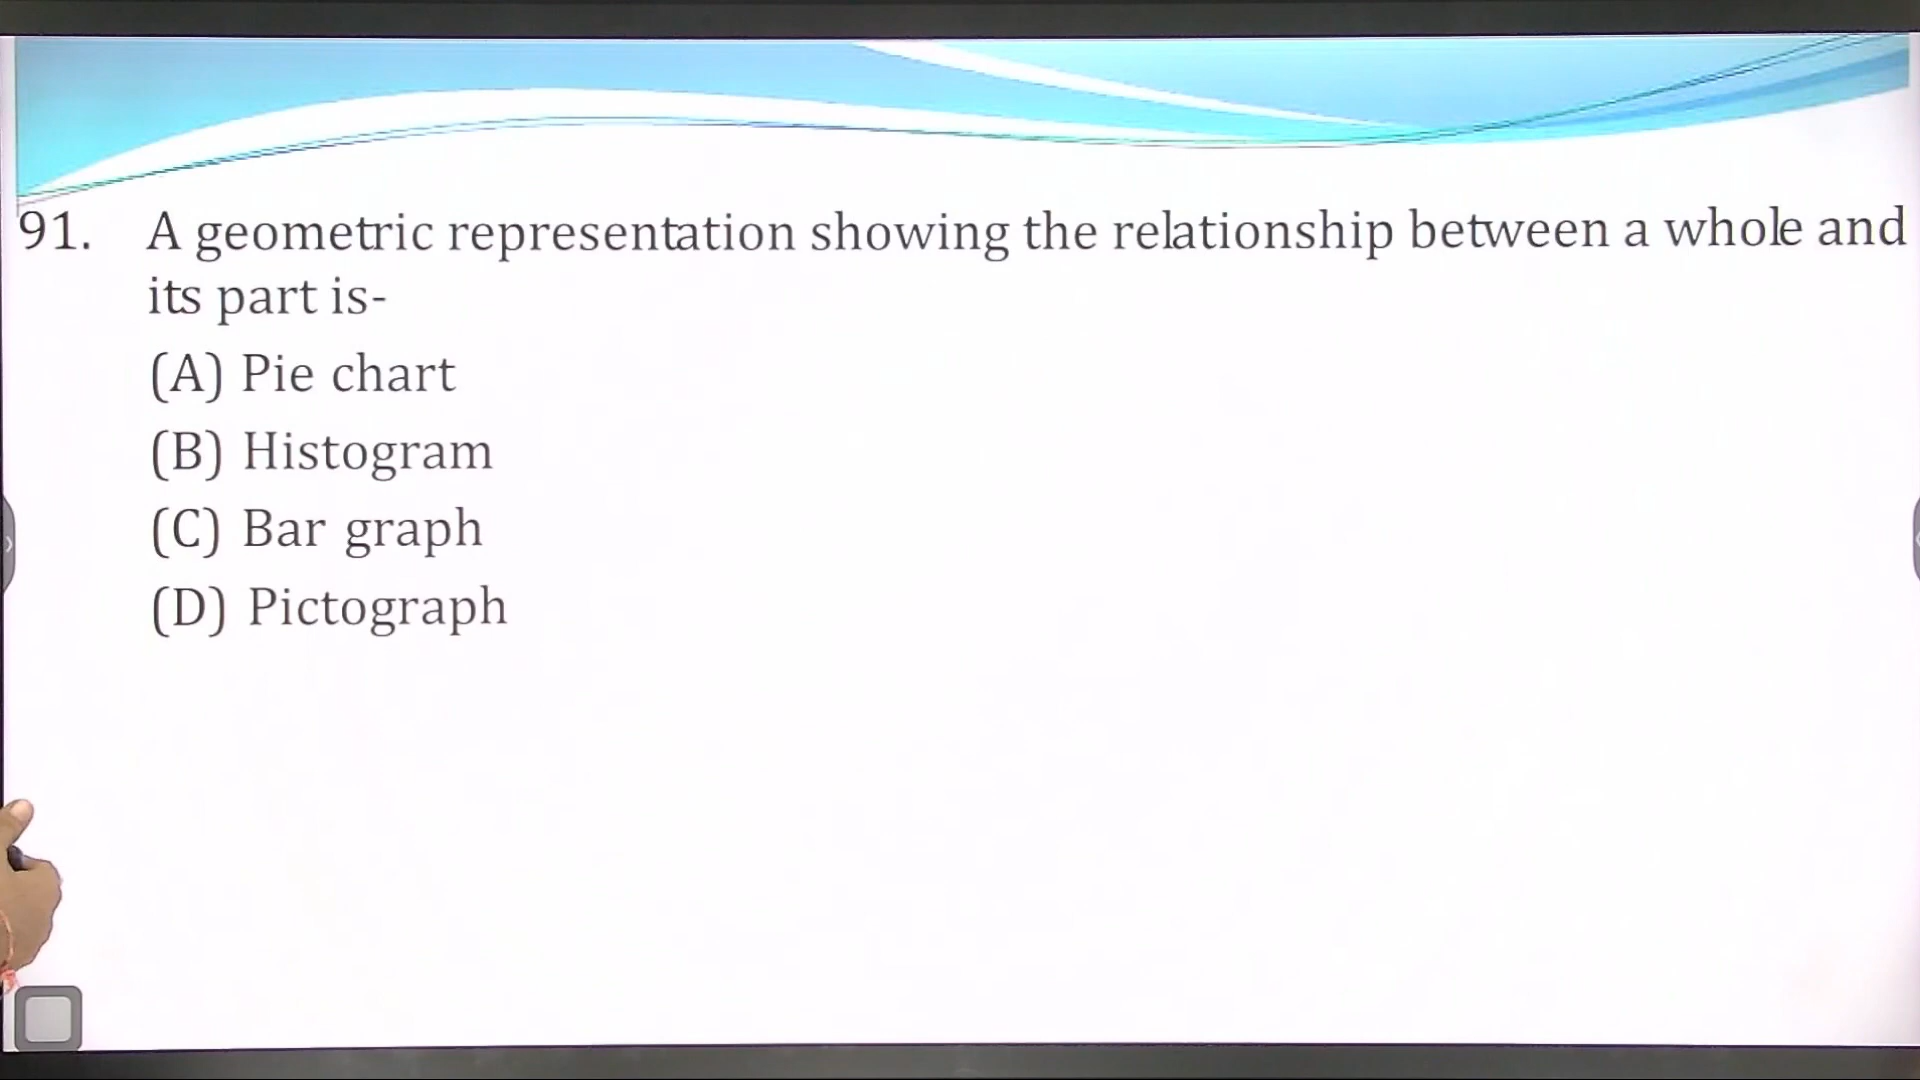 91. A geometric representation showing the relationship between a whole and
its part is-
(A) Pie chart
(B) Histogram
(C) Bar graph
(D) Pictograph